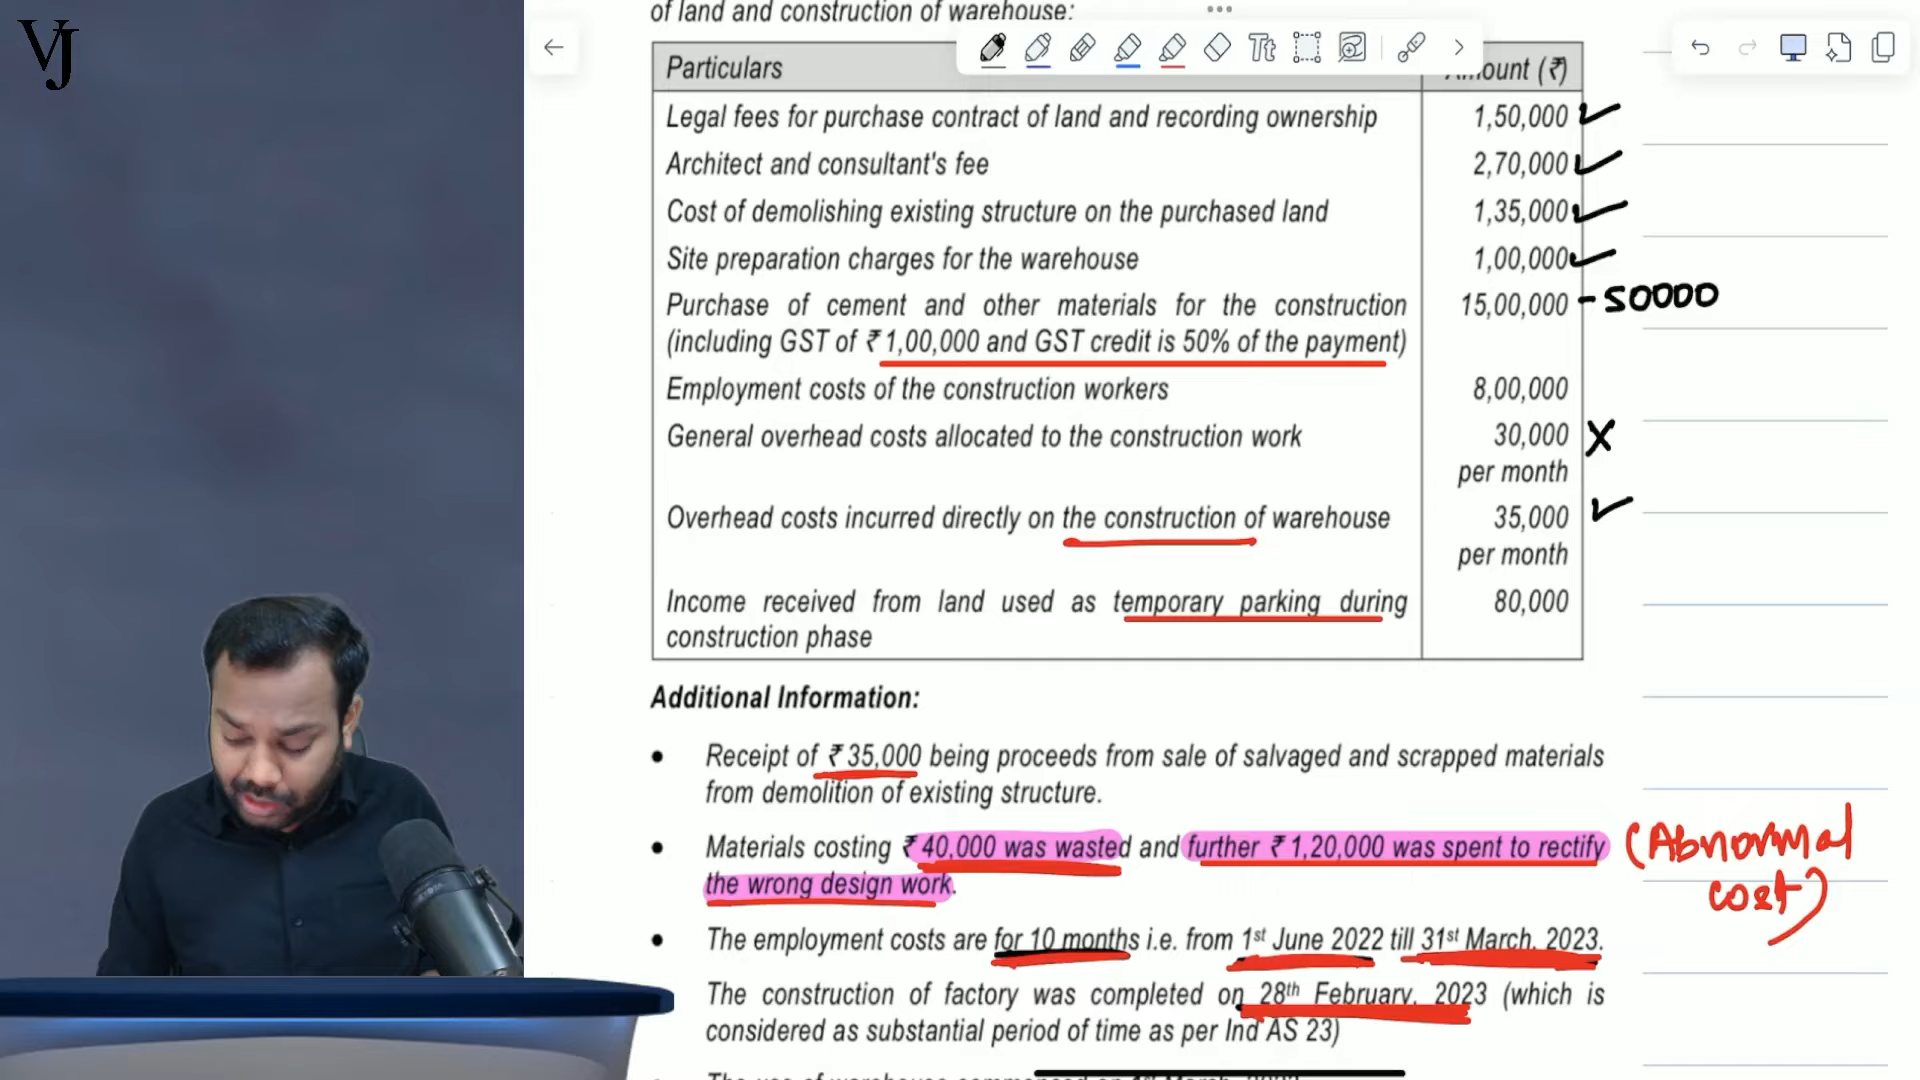 VJ
of land and construction of warehouse:
Particulars
Amount (₹)
Legal fees for purchase contract of land and recording ownership 1,50,000
Architect and consultant's fee 2,70,000
Cost of demolishing existing structure on the purchased land 1,35,000
Site preparation charges for the warehouse 1,00,000
Purchase of cement and other materials for the construction 15,00,000 - 50000
(including GST of ₹ 1,00,000 and GST credit is 50% of the payment)
Employment costs of the construction workers 8,00,000
General overhead costs allocated to the construction work 30,000 X
per month
Overhead costs incurred directly on the construction of warehouse 35,000
per month
Income received from land used as temporary parking during 80,000
construction phase
Additional Information:
• Receipt of ₹ 35,000 being proceeds from sale of salvaged and scrapped materials
from demolition of existing structure.
• Materials costing ₹ 40,000 was wasted and further ₹ 1,20,000 was spent to rectify
the wrong design work.
(Abnormal
cost)
• The employment costs are for 10 months i.e. from 1st June 2022 till 31st March, 2023.
The construction of factory was completed on 28th February, 2023 (which is
considered as substantial period of time as per Ind AS 23)